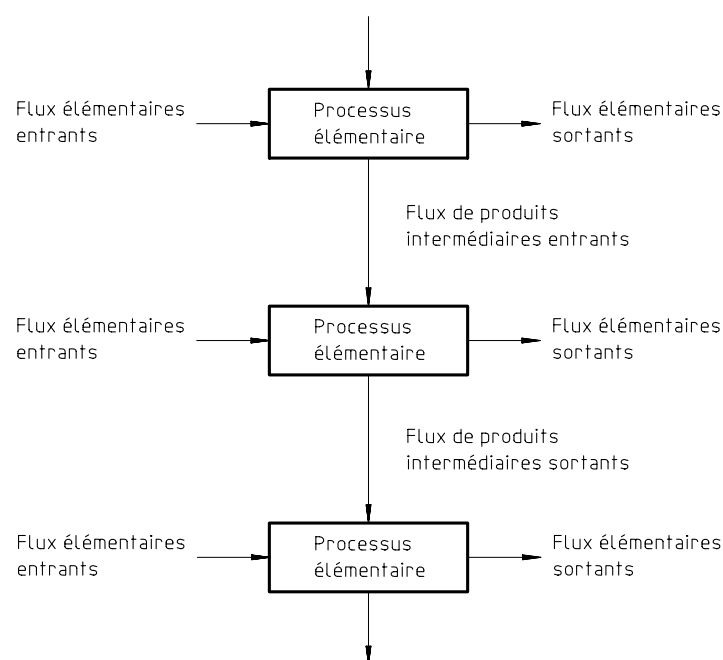 Flux élémentaires
entrants
Processus
élémentaire
Flux élémentaires
sortants
Flux de produits
intermédiaires entrants
Flux élémentaires
entrants
Processus
élémentaire
Flux élémentaires
sortants
Flux de produits
intermédiaires sortants
Flux élémentaires
entrants
Processus
élémentaire
Flux élémentaires
sortants